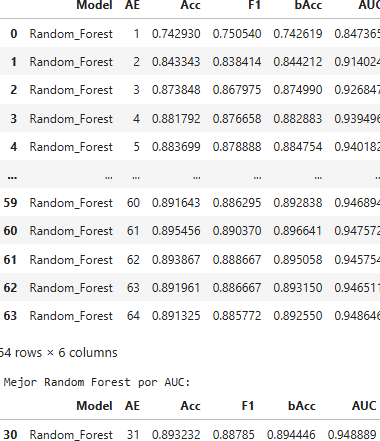 Model AE Acc F1 bAcc AUC
0 Random_Forest 1 0.742930 0.750540 0.742619 0.847365
1 Random_Forest 2 0.843343 0.838414 0.844212 0.914024
2 Random_Forest 3 0.873848 0.867975 0.874990 0.926847
3 Random_Forest 4 0.881792 0.876658 0.882883 0.939496
4 Random_Forest 5 0.883699 0.878888 0.884754 0.940182
... ... ... ... ... ... ...
59 Random_Forest 60 0.891643 0.886295 0.892838 0.946894
60 Random_Forest 61 0.895456 0.890370 0.896641 0.947572
61 Random_Forest 62 0.893867 0.888667 0.895058 0.945754
62 Random_Forest 63 0.891961 0.886667 0.893150 0.946511
63 Random_Forest 64 0.891325 0.885772 0.892550 0.948646
64 rows × 6 columns
Mejor Random Forest por AUC:
Model AE Acc F1 bAcc AUC
30 Random_Forest 31 0.893232 0.88785 0.894446 0.948889